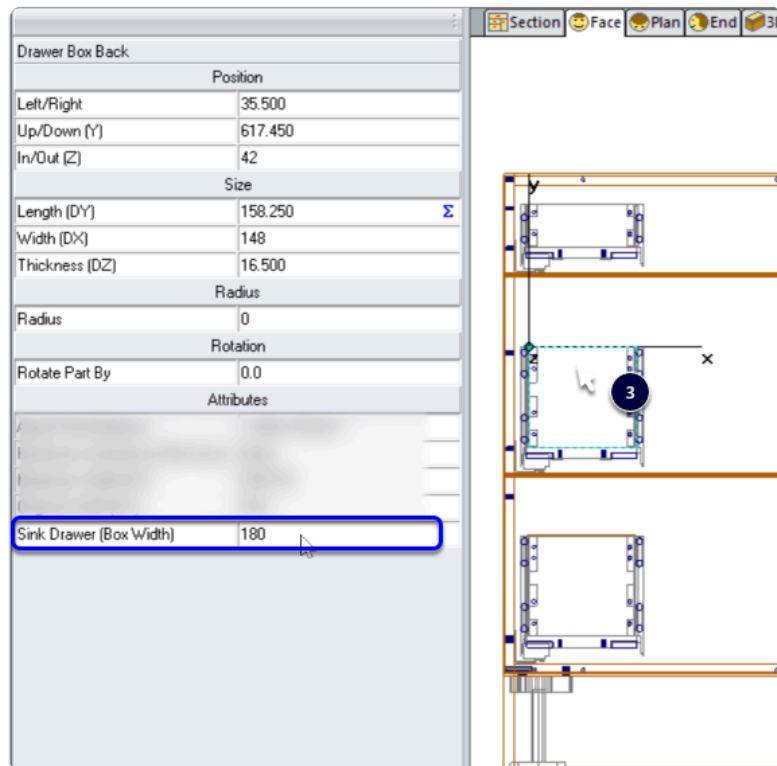 Section Face Plan End 3
Drawer Box Back
Position
Left/Right 35.500
Up/Down (Y) 617.450
In/Out (Z) 42
Size
Length (DY) 158.250 Σ
Width (DX) 148
Thickness (DZ) 16.500
Radius
Radius 0
Rotation
Rotate Part By 0.0
Attributes
Sink Drawer (Box Width) 180
y
z
x
3